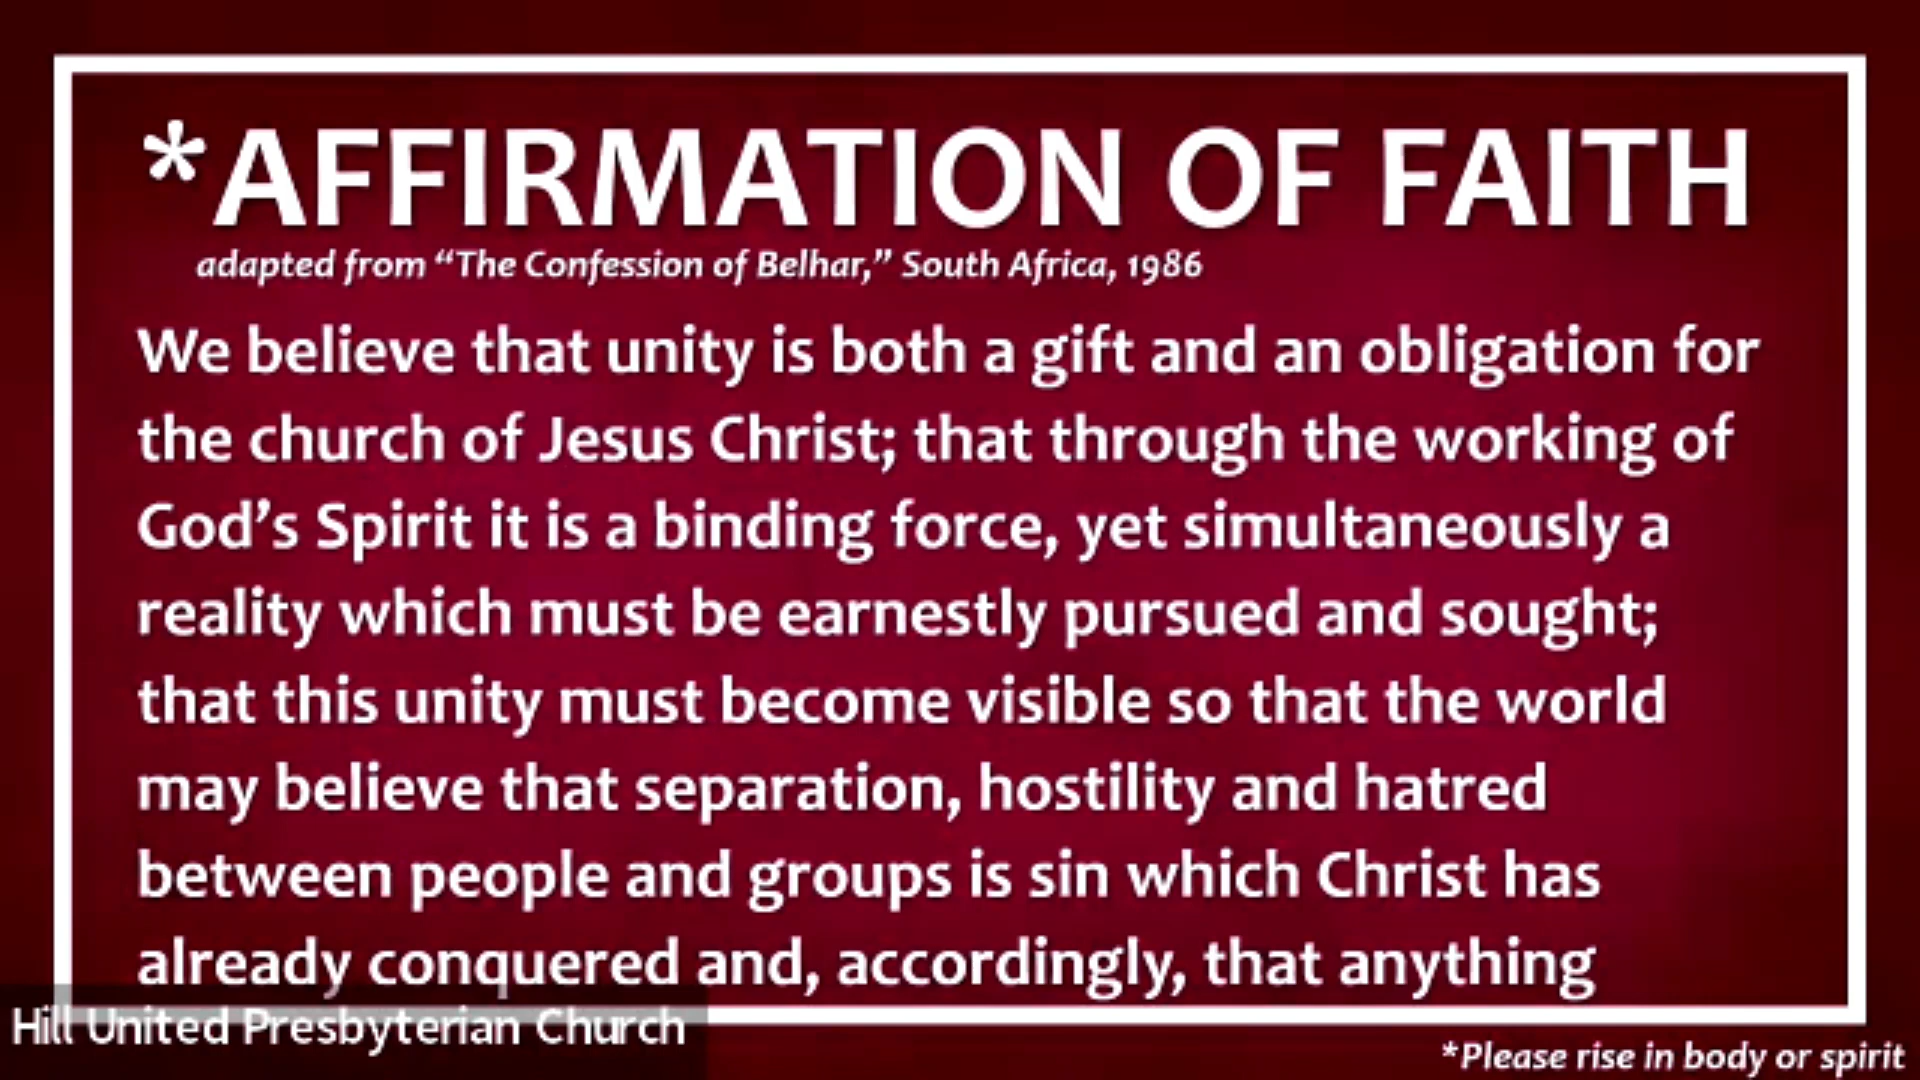 *AFFIRMATION OF FAITH
adapted from “The Confession of Belhar,” South Africa, 1986
We believe that unity is both a gift and an obligation for
the church of Jesus Christ; that through the working of
God’s Spirit it is a binding force, yet simultaneously a
reality which must be earnestly pursued and sought;
that this unity must become visible so that the world
may believe that separation, hostility and hatred
between people and groups is sin which Christ has
already conquered and, accordingly, that anything
Hill United Presbyterian Church
*Please rise in body or spirit